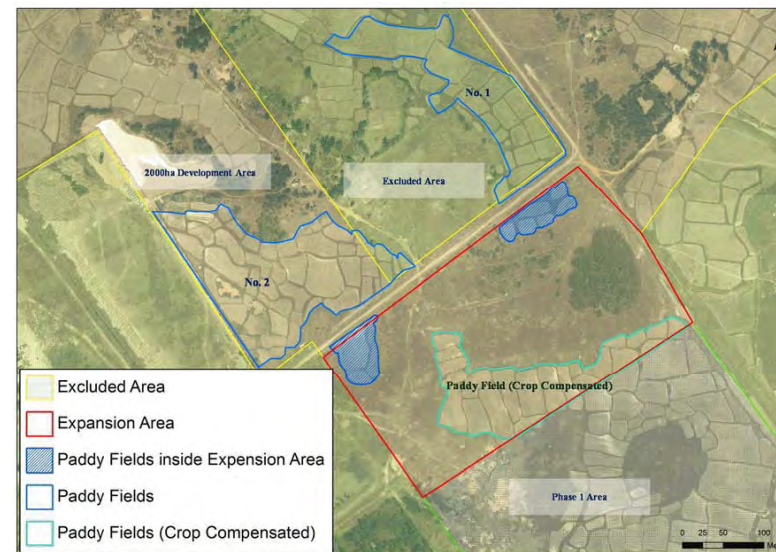 No. 1
2000ha Development Area
Excluded Area
No. 2
Paddy Field (Crop Compensated)
Phase 1 Area
Excluded Area
Expansion Area
Paddy Fields inside Expension Area
Paddy Fields
Paddy Fields (Crop Compensated)
0 25 50 100